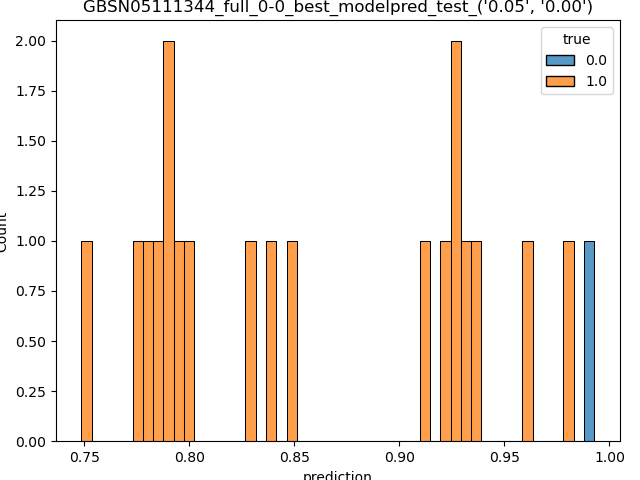 GBSN05111344_full_0-0_best_modelpred_test_('0.05', '0.00')
true
0.0
1.0
2.00
1.75
1.50
1.25
1.00
0.75
0.50
0.25
0.00
Count
0.75 0.80 0.85 0.90 0.95 1.00
prediction